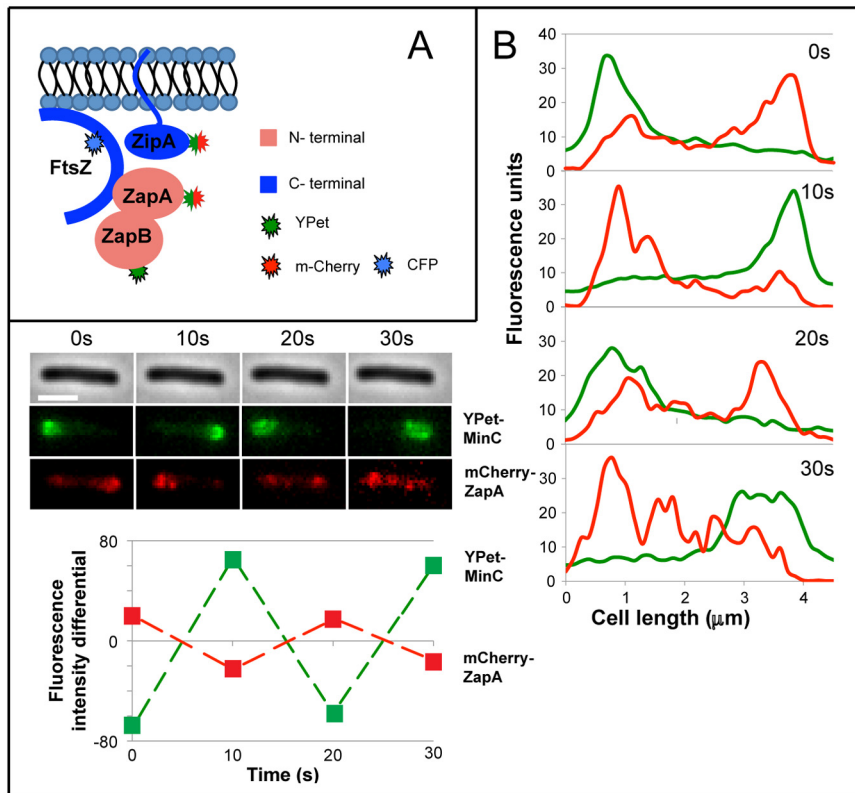 A
ZipA
FtsZ
ZapA
ZapB
N- terminal
C- terminal
YPet
m-Cherry
CFP
0s 10s 20s 30s
YPet-
MinC
mCherry-
ZapA
Fluorescence
intensity differential
80
0
-80
0 10 20 30
Time (s)
YPet-
MinC
mCherry-
ZapA
B
Fluorescence units
0s
40
30
20
10
0
10s
40
30
20
10
0
20s
30
20
10
0
30s
40
30
20
10
0
0 1 2 3 4
Cell length (μm)